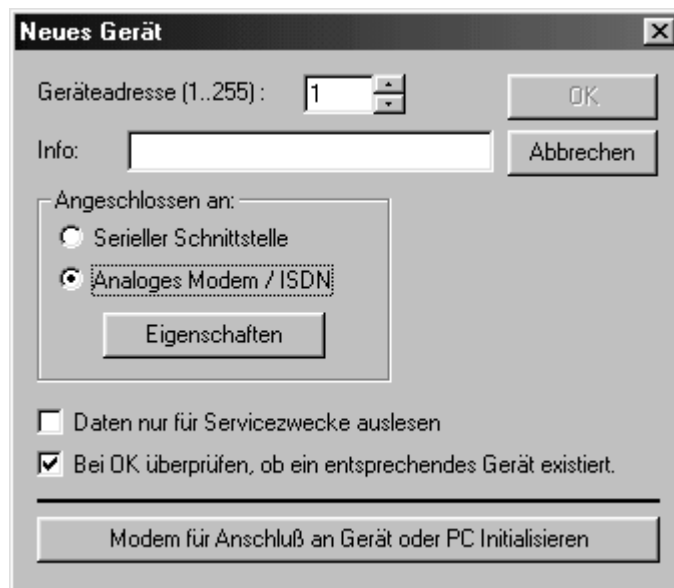 Neues Gerät
Geräteadresse (1..255) : 1 OK
Info: Abbrechen
Angeschlossen an:
Serieller Schnittstelle
Analoges Modem / ISDN
Eigenschaften
Daten nur für Servicezwecke auslesen
Bei OK überprüfen, ob ein entsprechendes Gerät existiert.
Modem für Anschluß an Gerät oder PC Initialisieren